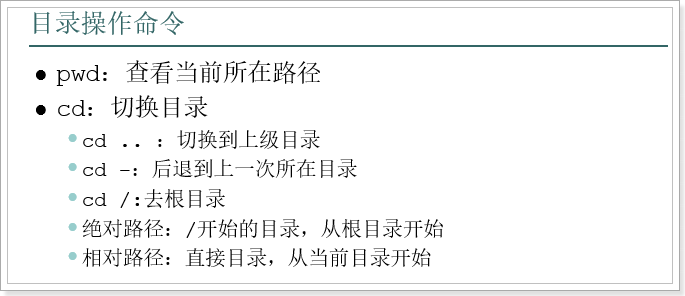 目录操作命令
pwd：查看当前所在路径
cd：切换目录
cd ..：切换到上级目录
cd –：后退到上一次所在目录
cd /:去根目录
绝对路径：/开始的目录，从根目录开始
相对路径：直接目录，从当前目录开始